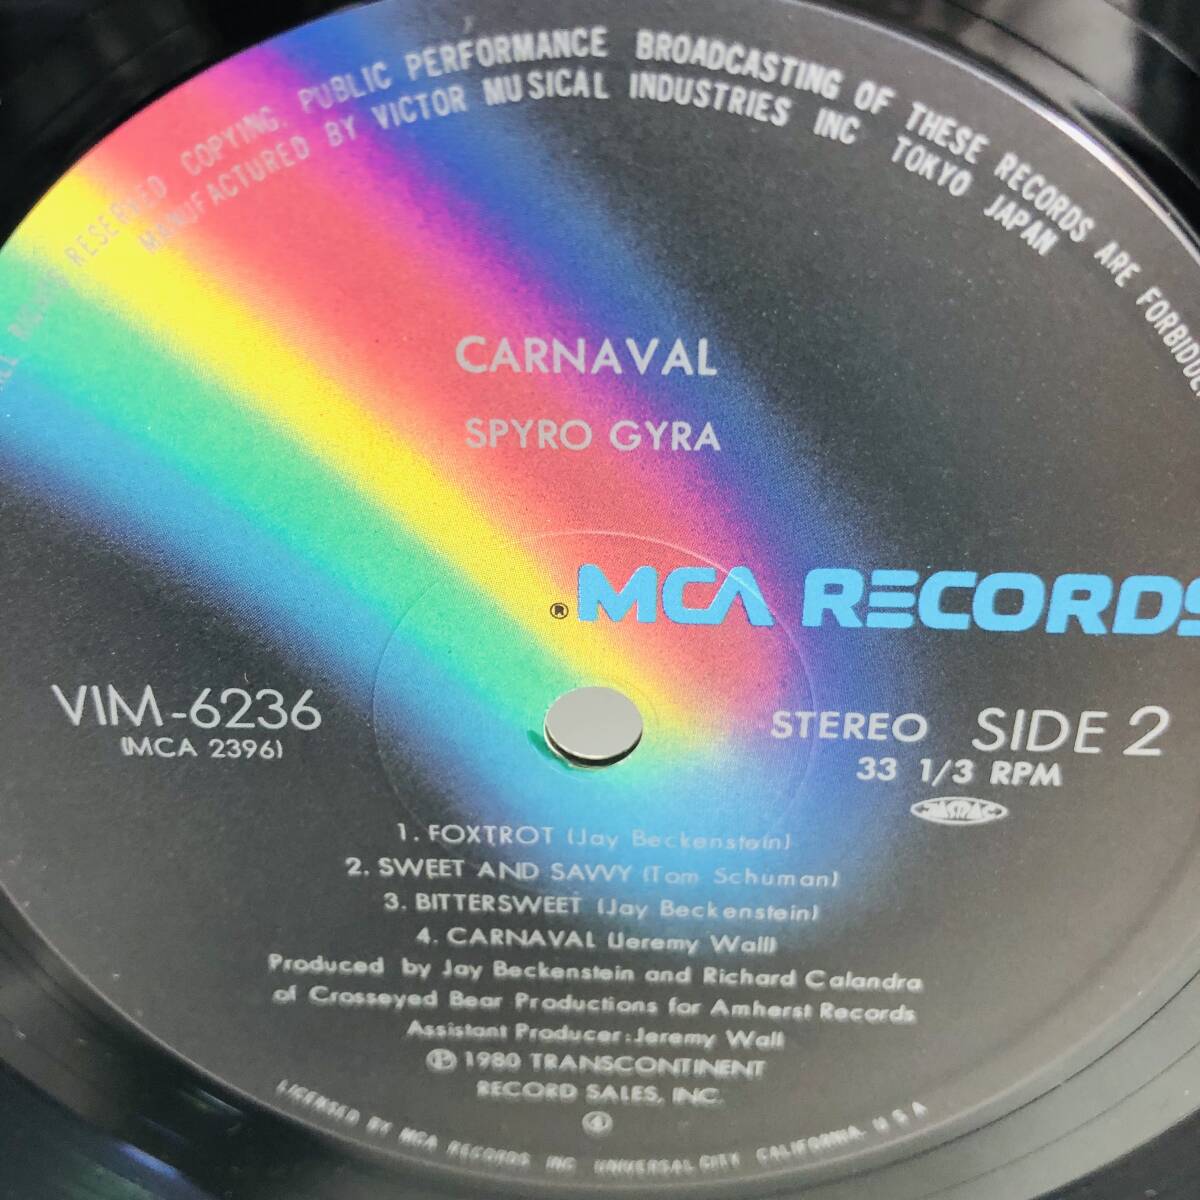 ALL RIGHTS RESERVED COPYING, PUBLIC PERFORMANCE BROADCASTING OF THESE RECORDS ARE FORBIDDEN
MANUFACTURED BY VICTOR MUSICAL INDUSTRIES INC TOKYO JAPAN
CARNAVAL
SPYRO GYRA
® MCA RECORDS
VIM-6236
(MCA 2396)
STEREO SIDE 2
33 1/3 RPM
JASRAC
1. FOXTROT (Jay Beckenstein)
2. SWEET AND SAVVY (Tom Schuman)
3. BITTERSWEET (Jay Beckenstein)
4. CARNAVAL (Jeremy Wall)
Produced by Jay Beckenstein and Richard Calandra
of Crosseyed Bear Productions for Amherst Records
Assistant Producer: Jeremy Wall
℗ 1980 TRANSCONTINENT
RECORD SALES, INC.
④
LICENSED BY MCA RECORDS INC UNIVERSAL CITY CALIFORNIA, U.S.A